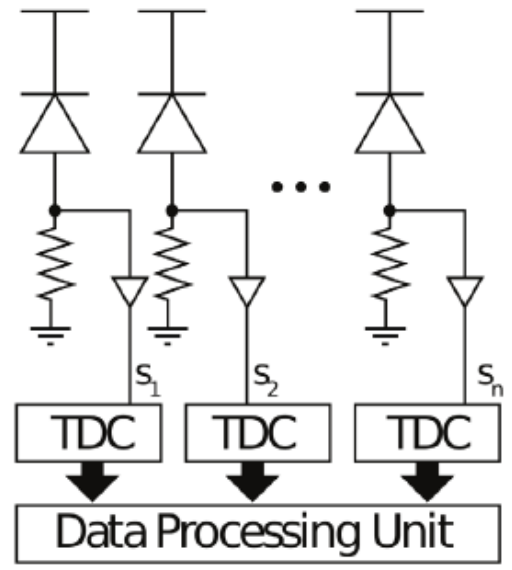 S1 S2 Sn
TDC TDC TDC
Data Processing Unit